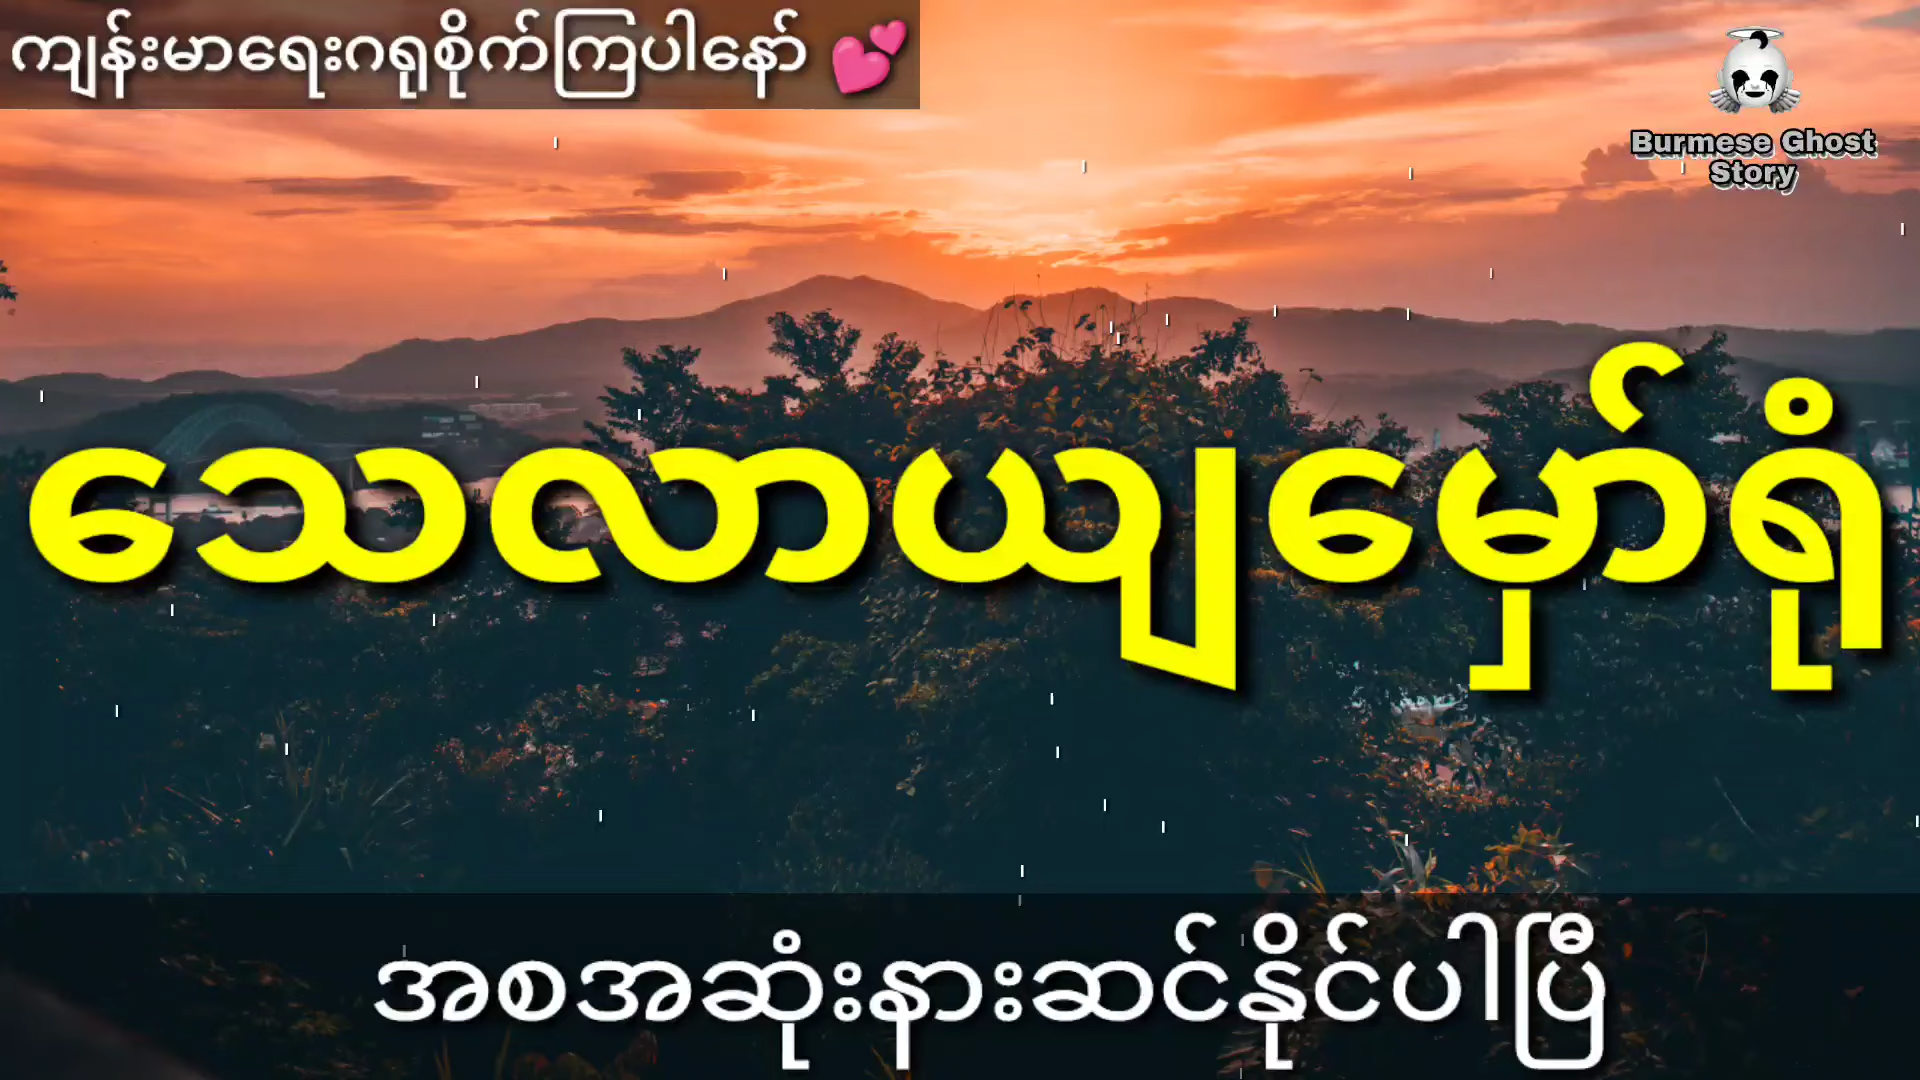 ကျန်းမာရေးဂရုစိုက်ကြပါနော် 💕
Burmese Ghost
Story
သေလာယျမှော်ရုံ
အစအဆုံးနားဆင်နိုင်ပါပြီ